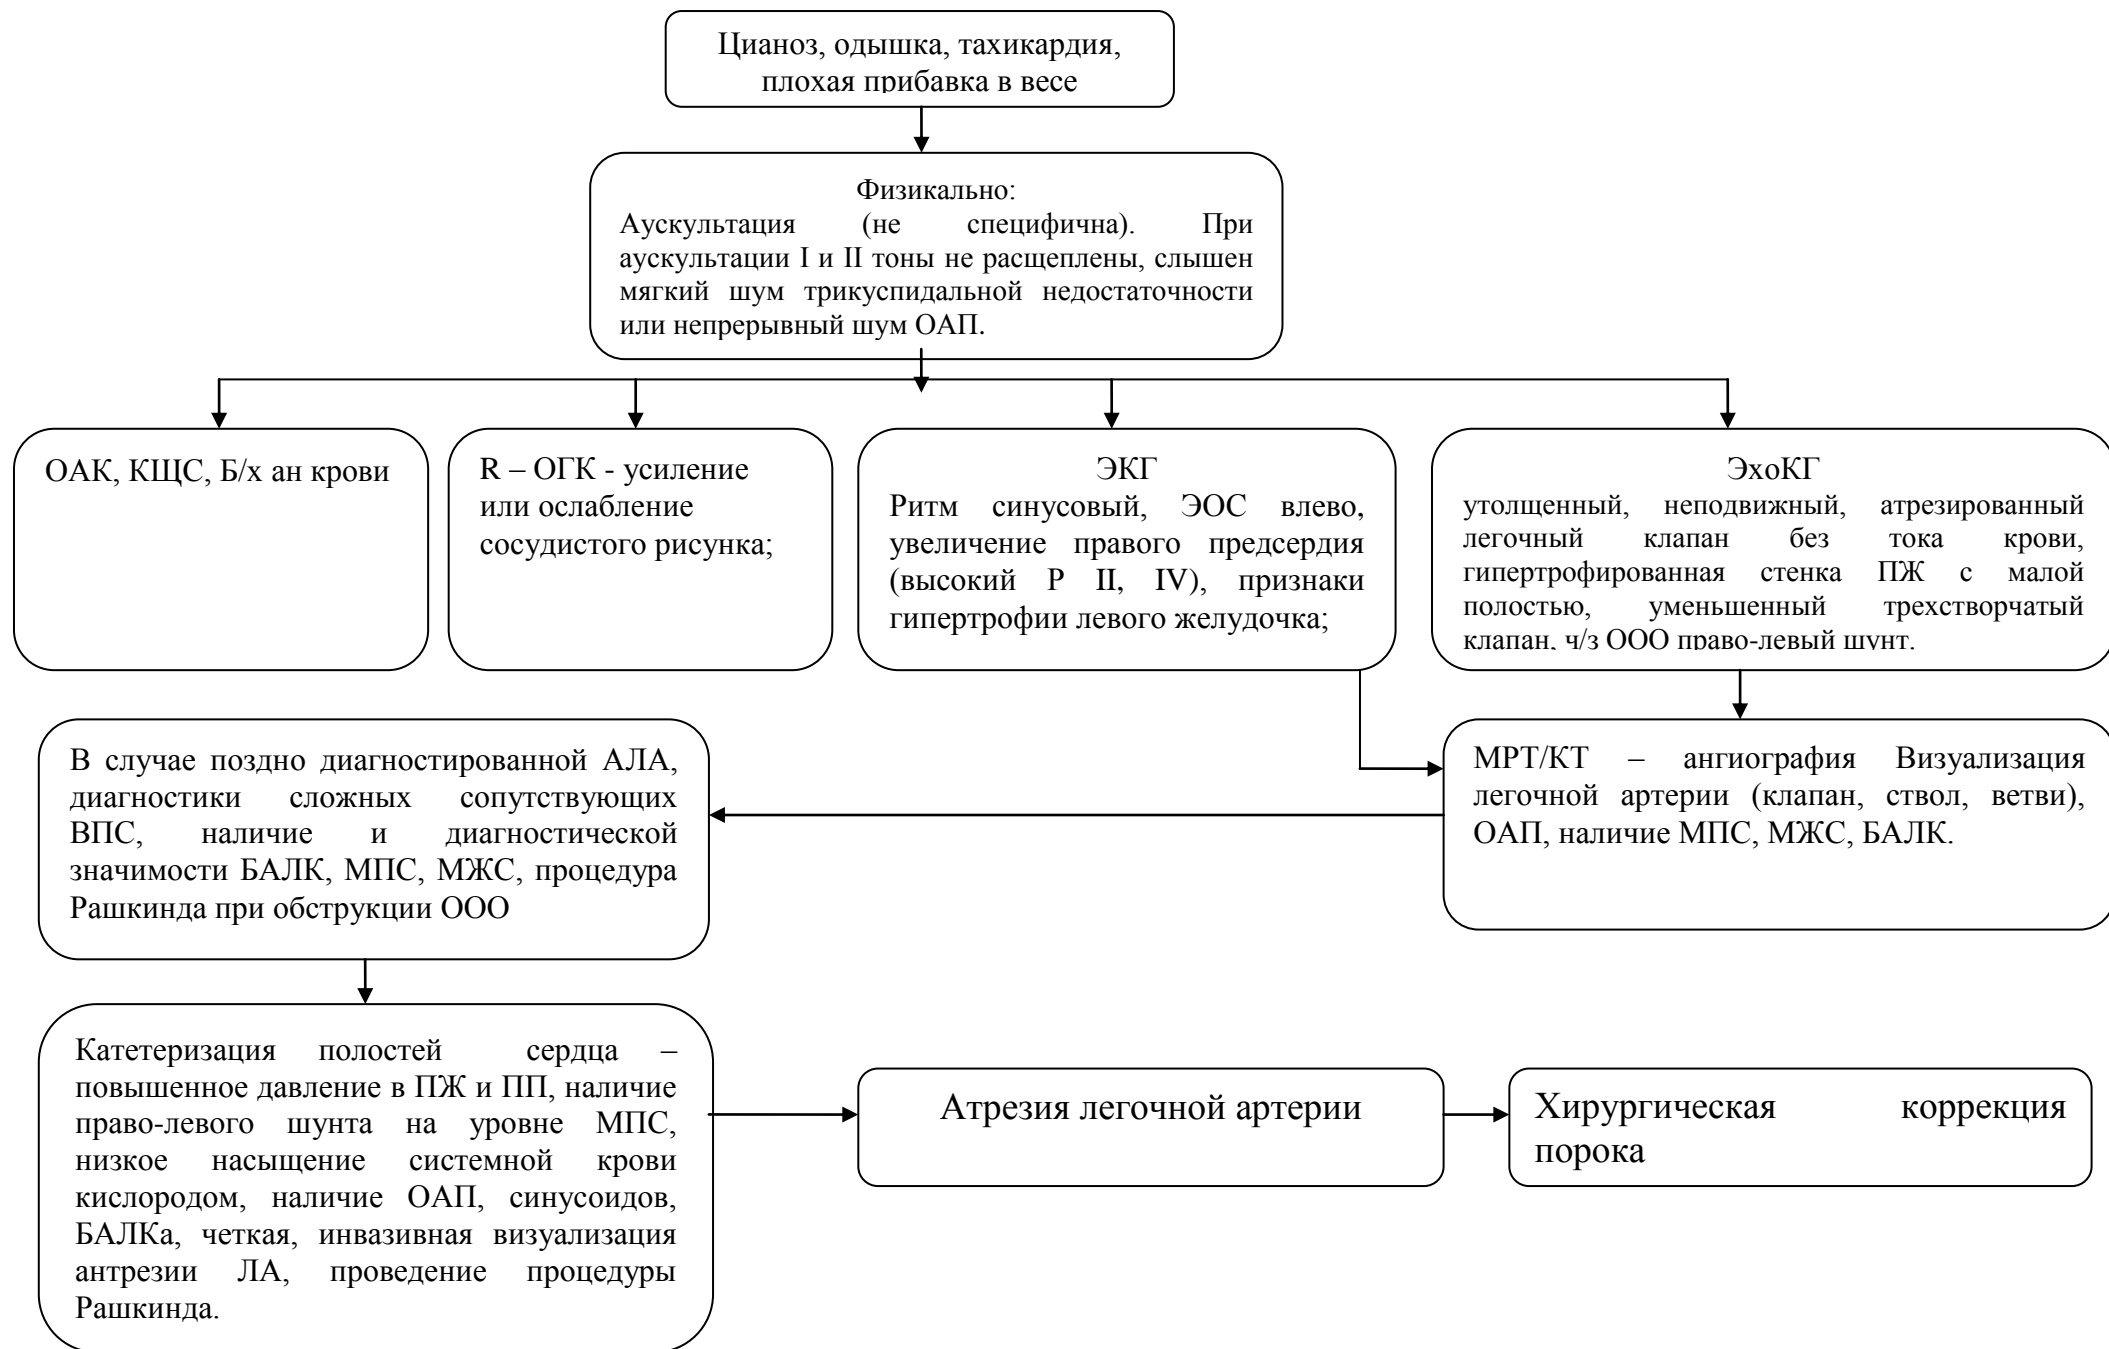 Цианоз, одышка, тахикардия,
плохая прибавка в весе
Физикально:
Аускультация (не специфична). При
аускультации I и II тоны не расщеплены, слышен
мягкий шум трикуспидальной недостаточности
или непрерывный шум ОАП.
ОАК, КЩС, Б/х ан крови
R – ОГК - усиление
или ослабление
сосудистого рисунка;
ЭКГ
Ритм синусовый, ЭОС влево,
увеличение правого предсердия
(высокий Р II, IV), признаки
гипертрофии левого желудочка;
ЭхоКГ
утолщенный, неподвижный, атрезированный
легочный клапан без тока крови,
гипертрофированная стенка ПЖ с малой
полостью, уменьшенный трехстворчатый
клапан, ч/з ООО право-левый шунт.
В случае поздно диагностированной АЛА,
диагностики сложных сопутствующих
ВПС, наличие и диагностической
значимости БАЛК, МПС, МЖС, процедура
Рашкинда при обструкции ООО
МРТ/КТ – ангиография Визуализация
легочной артерии (клапан, ствол, ветви),
ОАП, наличие МПС, МЖС, БАЛК.
Катетеризация полостей сердца –
повышенное давление в ПЖ и ПП, наличие
право-левого шунта на уровне МПС,
низкое насыщение системной крови
кислородом, наличие ОАП, синусоидов,
БАЛКа, четкая, инвазивная визуализация
антрезии ЛА, проведение процедуры
Рашкинда.
Атрезия легочной артерии
Хирургическая коррекция
порока